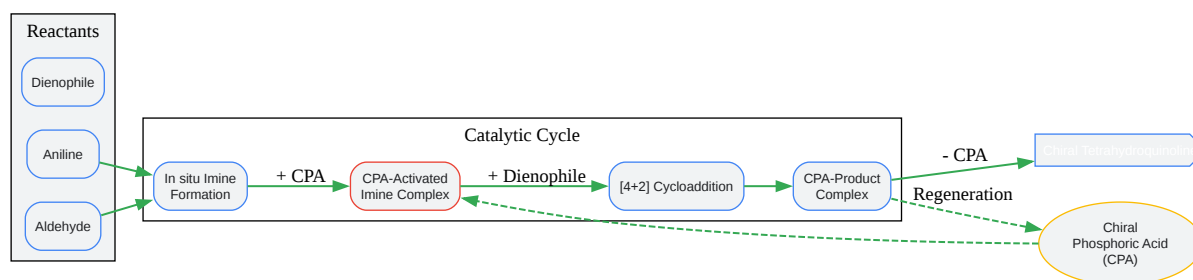 Reactants
Dienophile
Aniline
Aldehyde
Catalytic Cycle
In situ Imine
Formation
+ CPA
CPA-Activated
Imine Complex
+ Dienophile
[4+2] Cycloaddition
CPA-Product
Complex
- CPA
Chiral Tetrahydroquinoline
Regeneration
Chiral
Phosphoric Acid
(CPA)